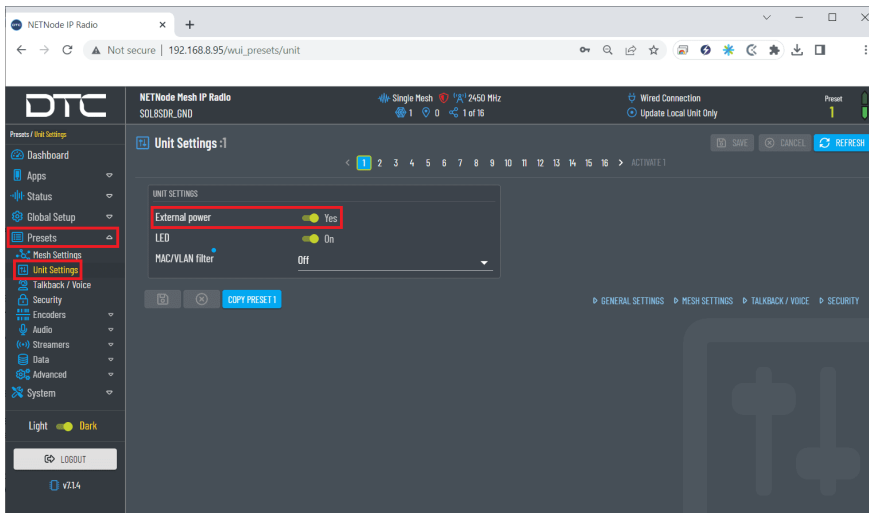 NETNode IP Radio
Not secure | 192.168.8.95/wui_presets/unit
DTC
NETNode Mesh IP Radio
SOL8SDR_GND
Single Mesh 2450 MHz
1 0 1 of 16
Wired Connection
Update Local Unit Only
Preset
1
Presets / Unit Settings
Unit Settings :1
SAVE CANCEL REFRESH
< 1 2 3 4 5 6 7 8 9 10 11 12 13 14 15 16 > ACTIVATE 1
Dashboard
Apps
Status
Global Setup
Presets
Mesh Settings
Unit Settings
Talkback / Voice
Security
Encoders
Audio
Streamers
Data
Advanced
System
Light Dark
LOGOUT
v7.1.4
UNIT SETTINGS
External power Yes
LED On
MAC/VLAN filter Off
COPY PRESET 1
GENERAL SETTINGS MESH SETTINGS TALKBACK / VOICE SECURITY